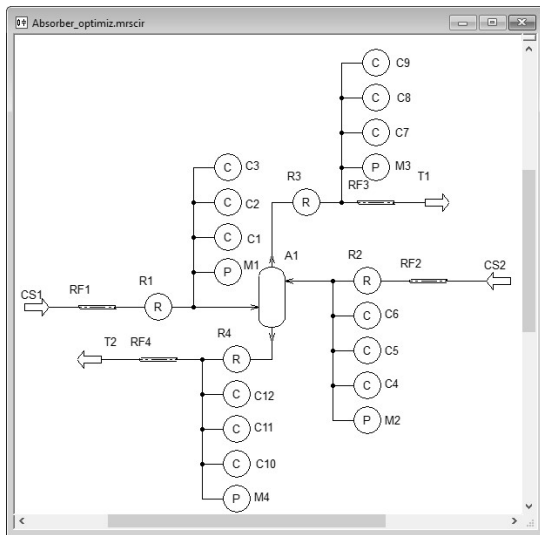 Absorber_optimiz.mrscir
C C9
C C8
C C7
P M3
R3
R
RF3
T1
C C3
C C2
C C1
P M1
A1
CS1
RF1
R1
R
R2
R
RF2
CS2
C C6
C C5
C C4
P M2
T2
RF4
R4
R
C C12
C C11
C C10
P M4